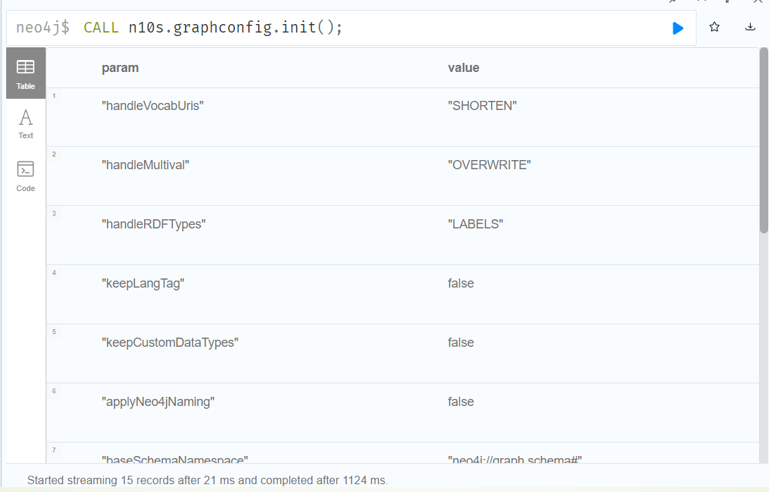 neo4j$ CALL n10s.graphconfig.init();
Table
Text
Code
param value
1 "handleVocabUris" "SHORTEN"
2 "handleMultival" "OVERWRITE"
3 "handleRDFTypes" "LABELS"
4 "keepLangTag" false
5 "keepCustomDataTypes" false
6 "applyNeo4jNaming" false
7 "baseSchemaNamespace" "neo4j://graph.schema#"
Started streaming 15 records after 21 ms and completed after 1124 ms.